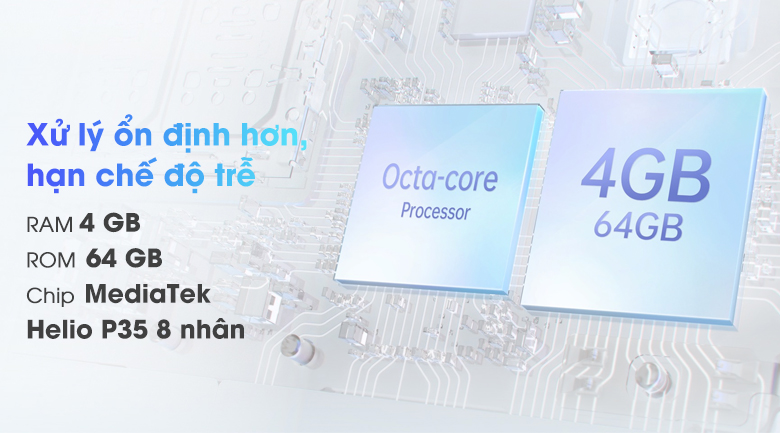 Xử lý ổn định hơn,
hạn chế độ trễ
RAM 4 GB
ROM 64 GB
Chip MediaTek
Helio P35 8 nhân
Octa-core
Processor
4GB
64GB